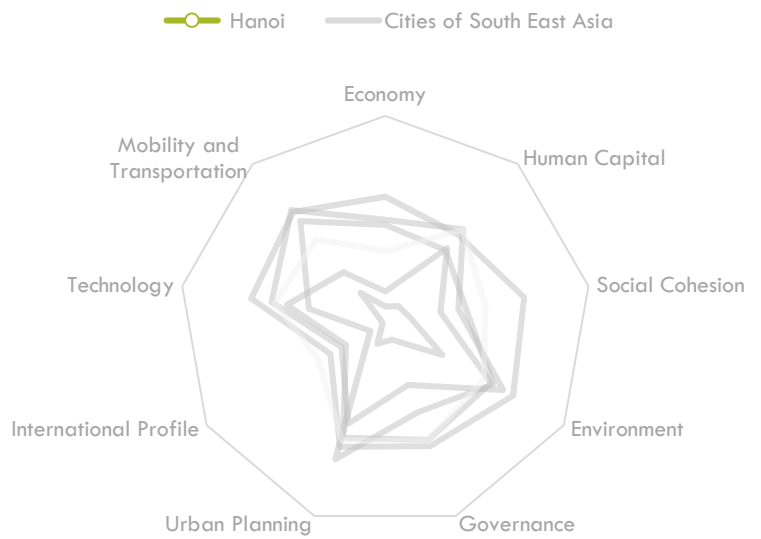 Hanoi
Cities of South East Asia
Economy
Mobility and
Transportation
Human Capital
Technology
Social Cohesion
International Profile
Environment
Urban Planning
Governance